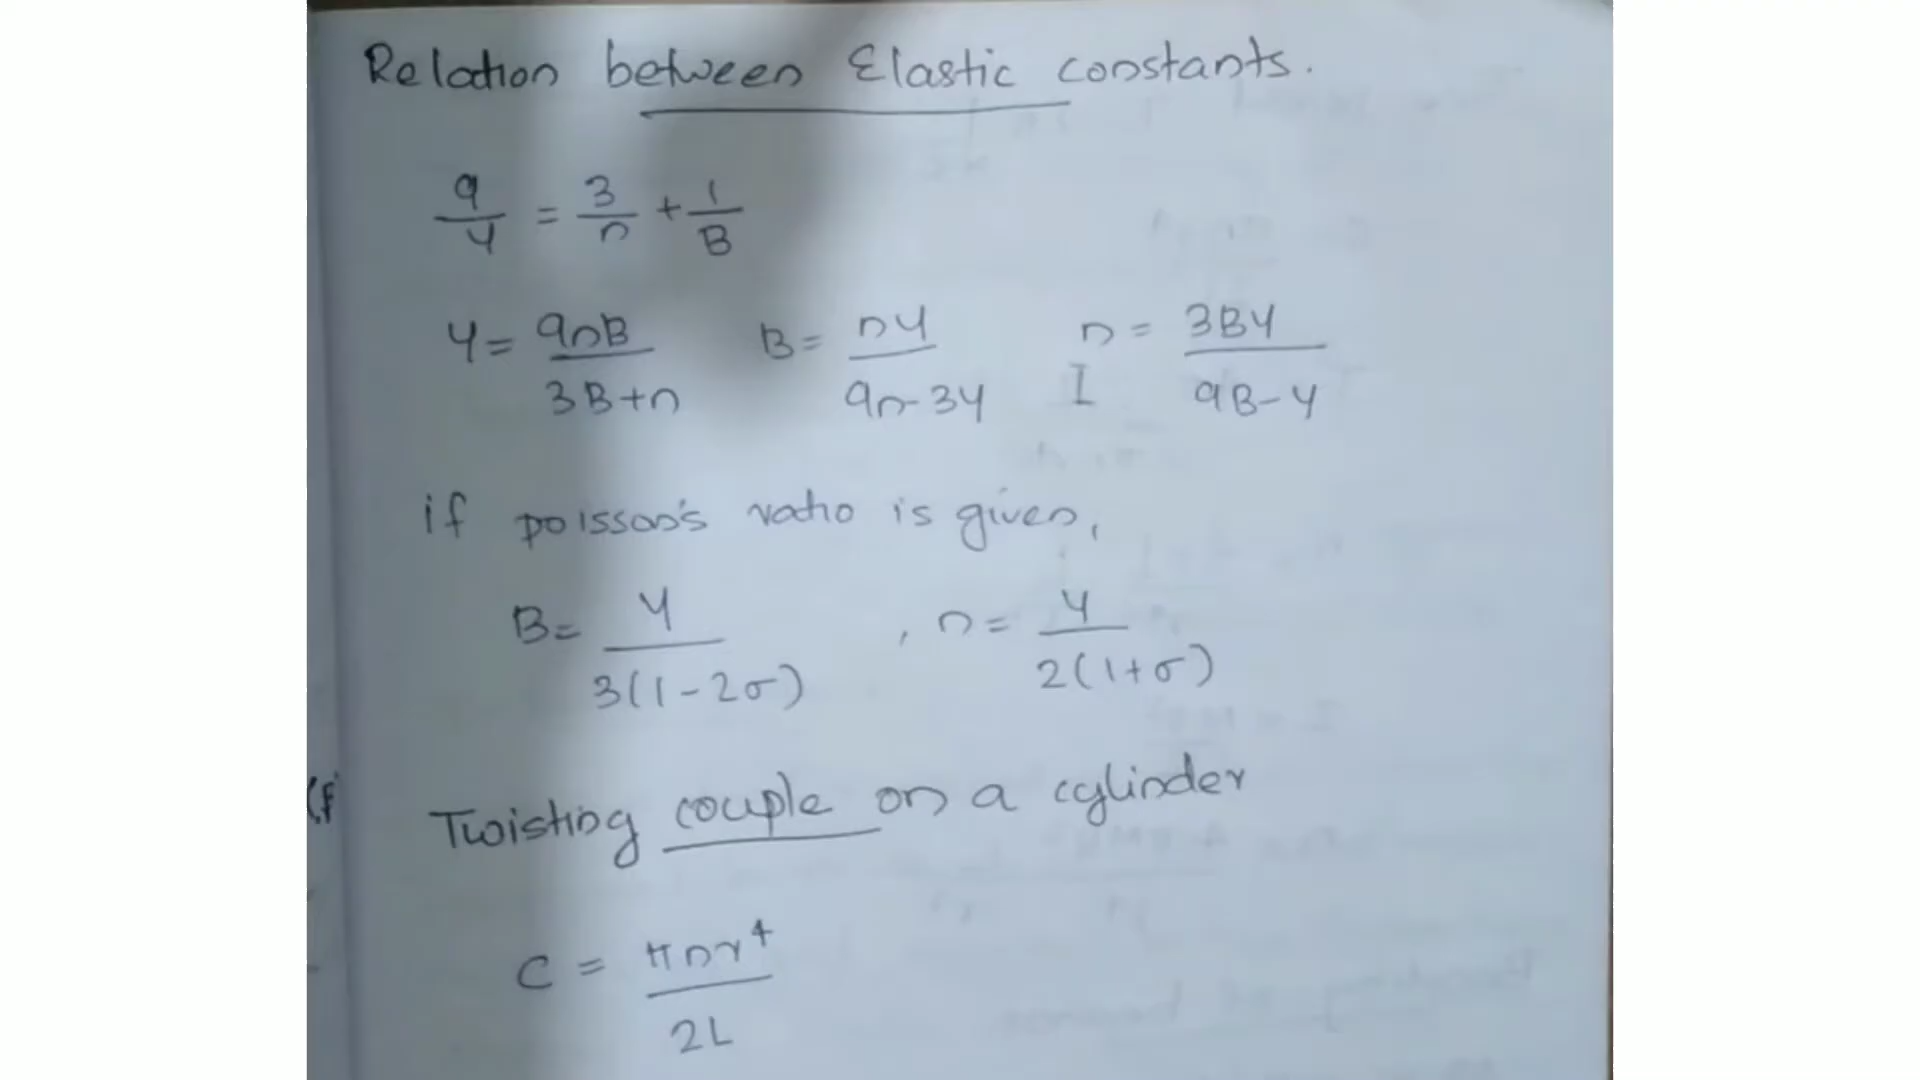 Relation between Elastic constants.
9/Y = 3/n + 1/B
Y = 9nB/3B+n B = nY/9n-3Y n = 3BY/9B-Y
if poisson's ratio is given,
B = Y/3(1-2σ) , n = Y/2(1+σ)
Twisting couple on a cylinder
C = πnr⁴/2L